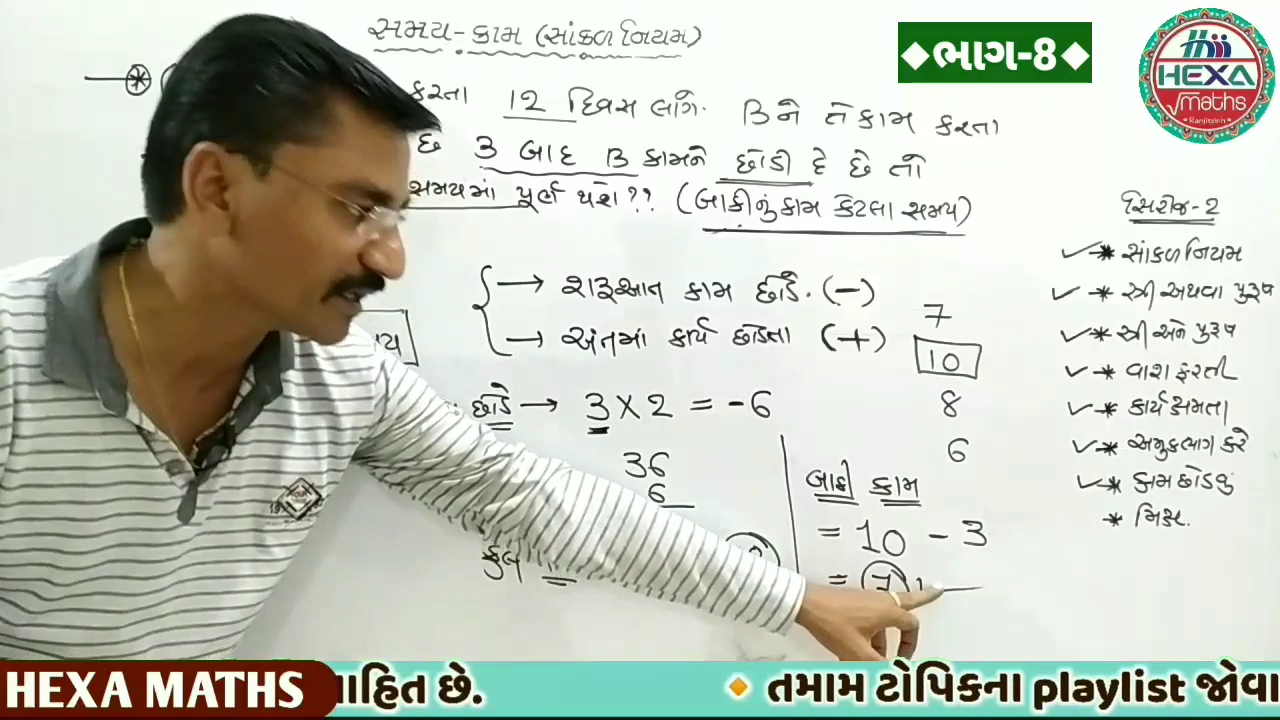 સમય-કામ (સાંકળ નિયમ)
◆ભાગ-8◆
HEXA
maths
Ranjitsinh
કરતા 12 દિવસ લાગે. B ને તે કામ કરતા
છે 3 બાદ B કામને છોડી દે છે તો
સમયમાં પૂર્ણ થશે?? (બાકીનું કામ કેટલા સમય)
→ શરૂઆત કામ છોડે. (-)
→ અંતમાં કાર્ય છોડતા (+)
છોડે → 3 X 2 = -6
36
6
કુલ =
7
10
8
6
બાકી કામ
= 10 - 3
= 7
સિરીજ-2
✓* સાંકળ નિયમ
✓* સ્ત્રી અથવા પુરૂષ
✓* સ્ત્રી અને પુરૂષ
✓* વારા ફરતી
✓* કાર્ય ક્ષમતા
✓* અમુક ભાગ કરે
✓* કામ છોડવું
* મિક્ષ.
HEXA MATHS
ાહિત છે.
🔸 તમામ ટોપિકના playlist જોવા